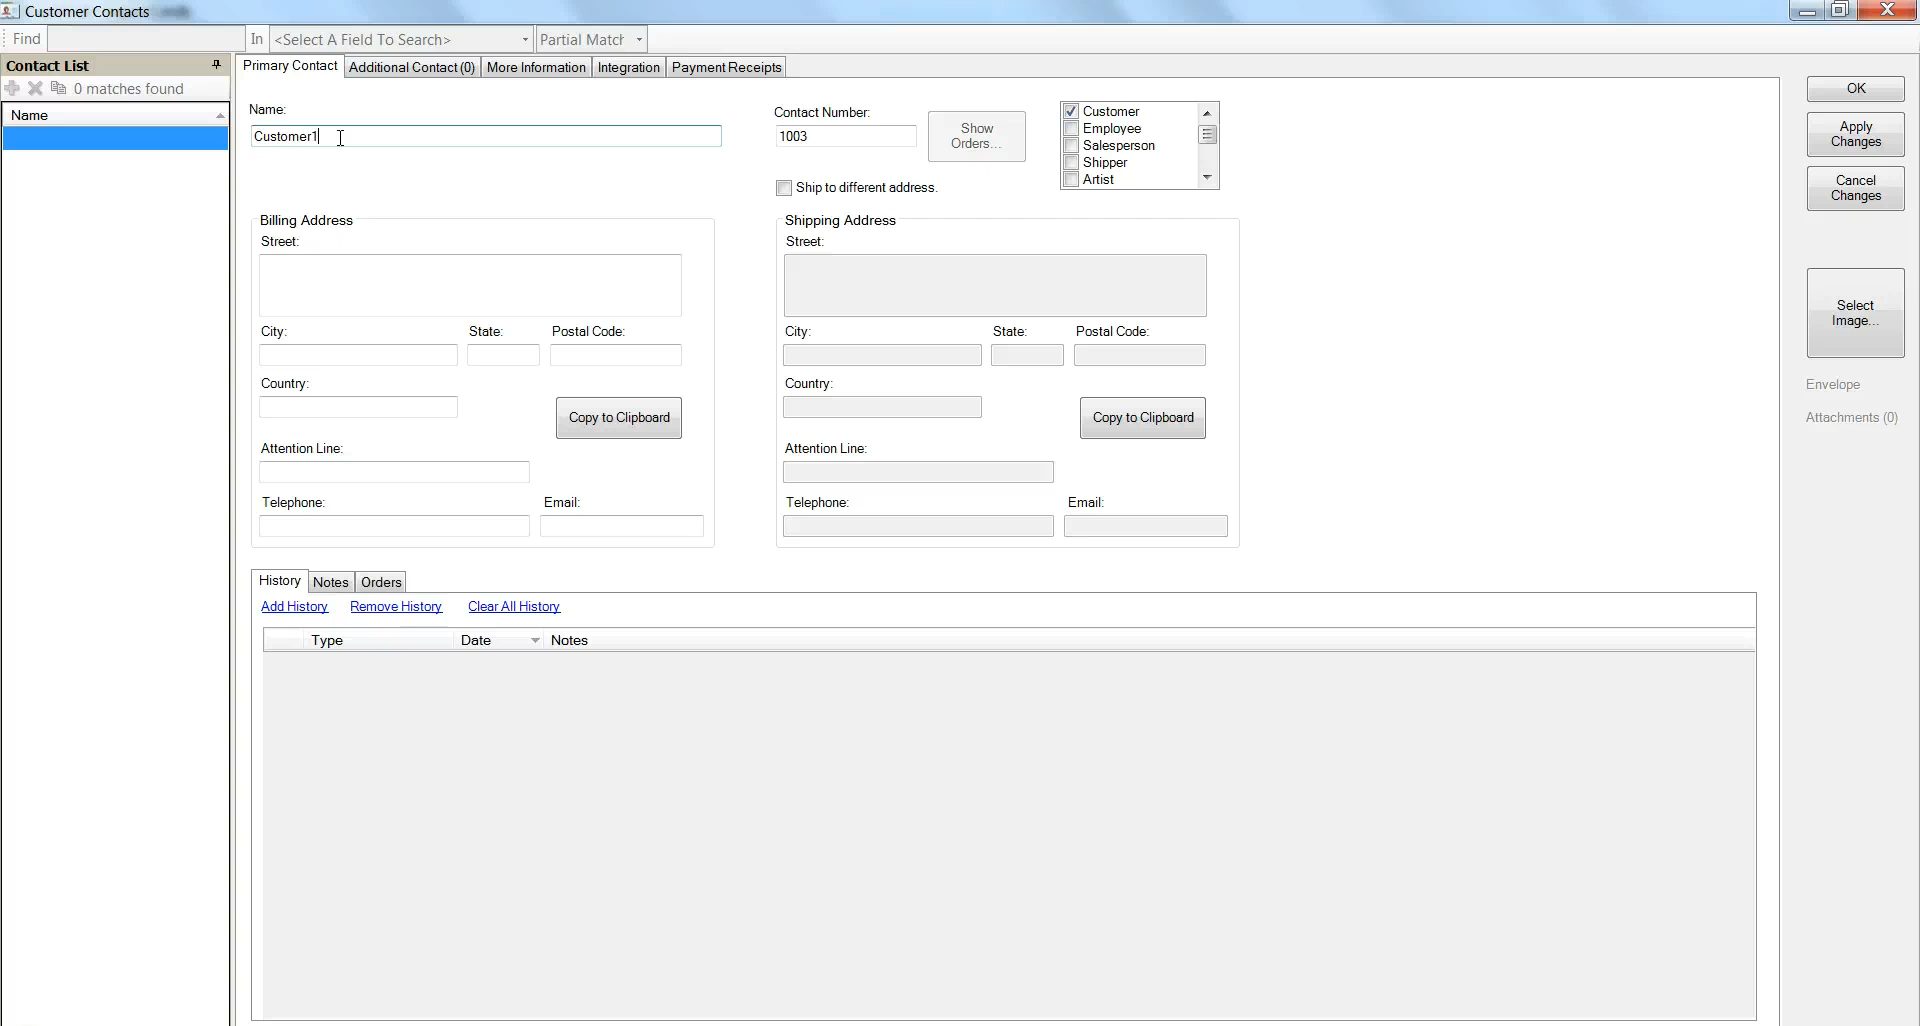 Customer Contacts
Find In <Select A Field To Search> Partial Match
Contact List
0 matches found
Name
Primary Contact Additional Contact (0) More Information Integration Payment Receipts
Name:
Customer1
Contact Number:
1003
Show Orders...
Customer
Employee
Salesperson
Shipper
Artist
Ship to different address.
Billing Address
Street:
City: State: Postal Code:
Country:
Copy to Clipboard
Attention Line:
Telephone: Email:
Shipping Address
Street:
City: State: Postal Code:
Country:
Copy to Clipboard
Attention Line:
Telephone: Email:
History Notes Orders
Add History Remove History Clear All History
Type Date Notes
OK
Apply
Changes
Cancel
Changes
Select
Image...
Envelope
Attachments (0)